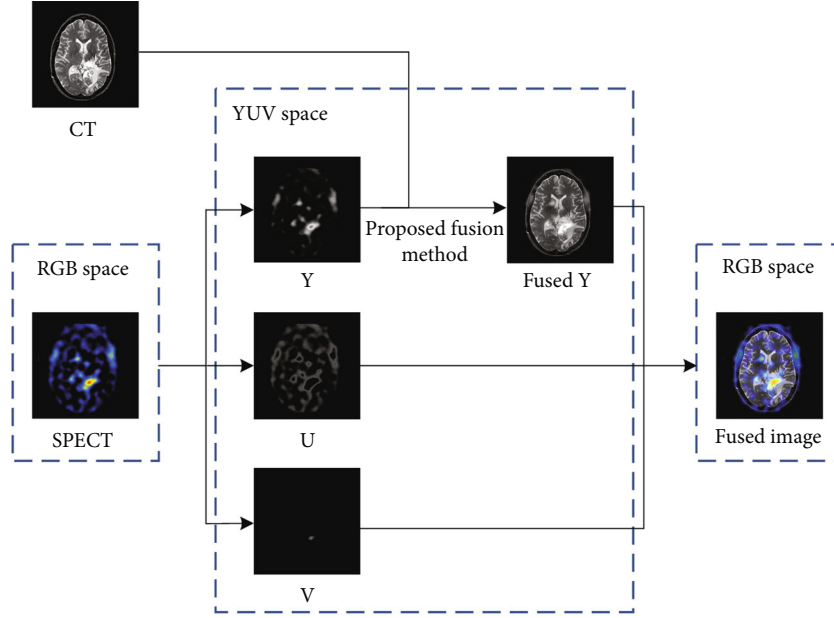 CT
YUV space
Y
Proposed fusion
method
Fused Y
RGB space
SPECT
U
V
RGB space
Fused image